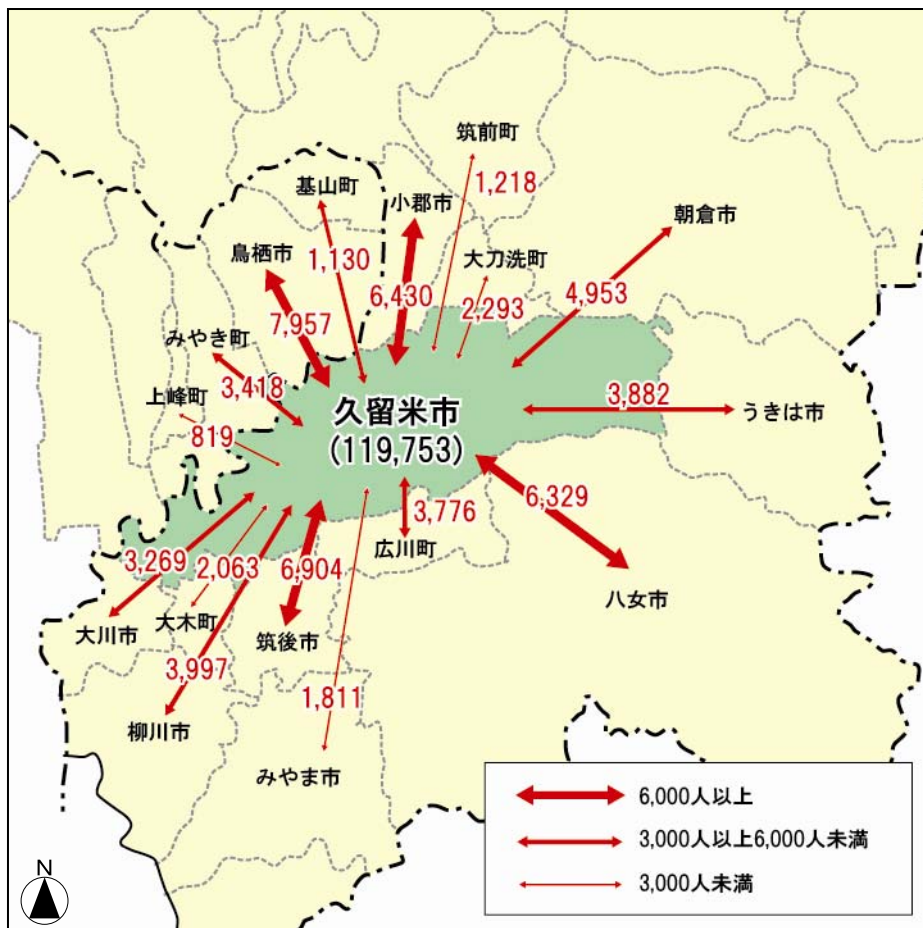 筑前町
1,218
基山町
小郡市
朝倉市
鳥栖市
1,130
大刀洗町
6,430
4,953
2,293
7,957
みやき町
3,418
上峰町
久留米市
3,882
うきは市
819
(119,753)
6,329
3,776
広川町
3,269
2,063
6,904
八女市
大川市
大木町
筑後市
3,997
1,811
柳川市
みやま市
6,000人以上
3,000人以上6,000人未満
3,000人未満
N